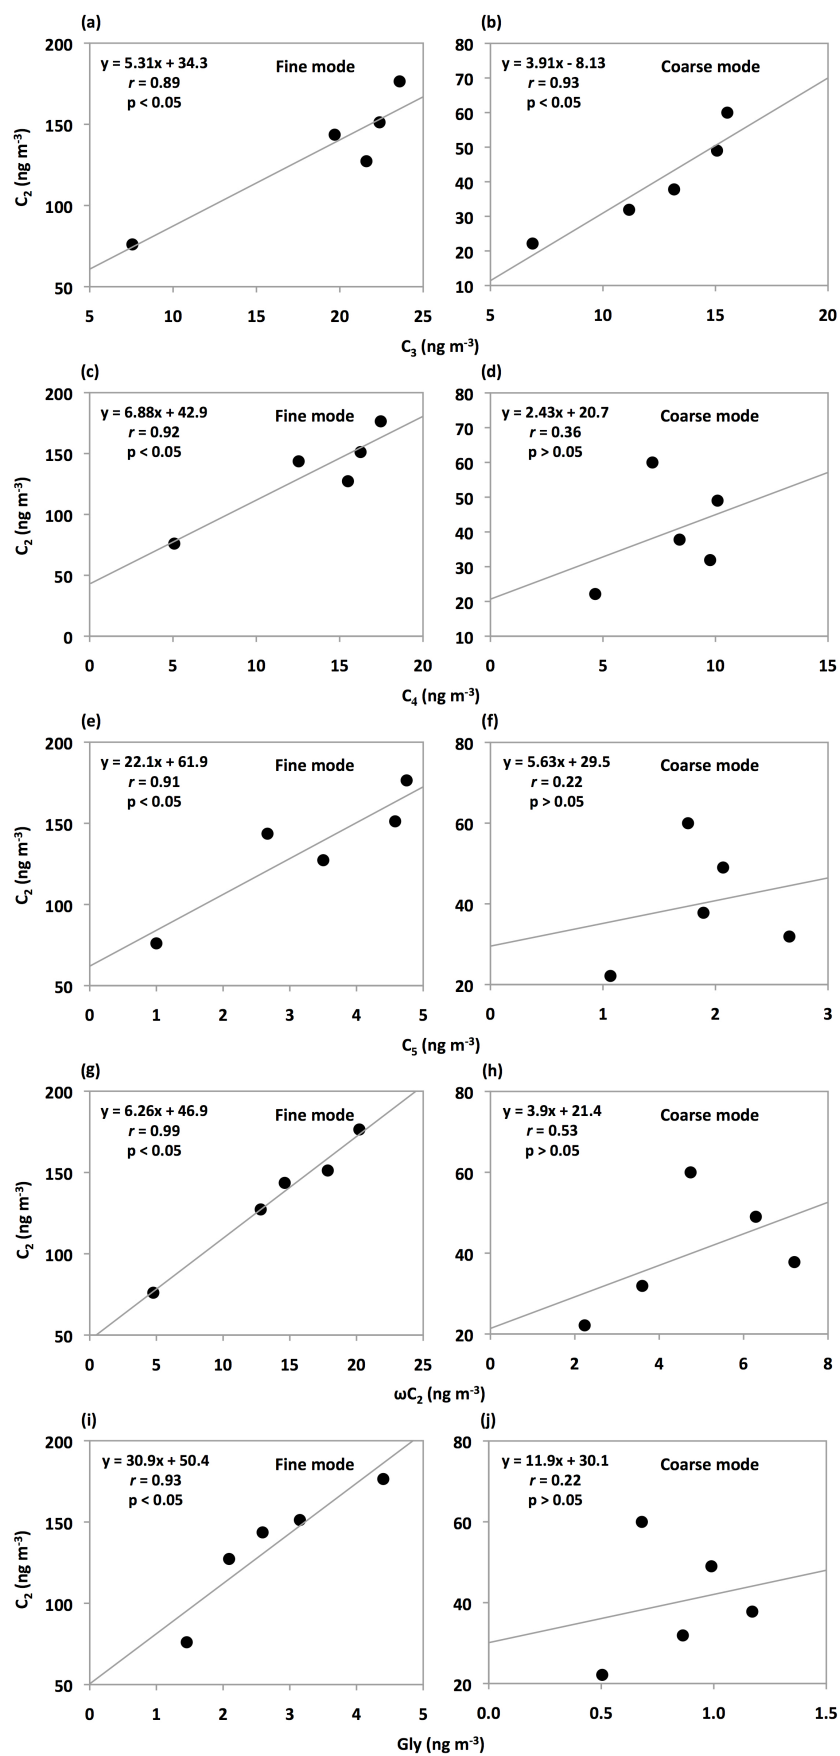 (a)
(b)
y = 5.31x + 34.3
r = 0.89
p < 0.05
Fine mode
y = 3.91x - 8.13
r = 0.93
p < 0.05
Coarse mode
200
150
100
50
C2 (ng m-3)
5 10 15 20 25
80
70
60
50
40
30
20
10
5 10 15 20
C3 (ng m-3)
(c)
(d)
y = 6.88x + 42.9
r = 0.92
p < 0.05
Fine mode
y = 2.43x + 20.7
r = 0.36
p > 0.05
Coarse mode
200
150
100
50
0
C2 (ng m-3)
0 5 10 15 20
80
70
60
50
40
30
20
10
0 5 10 15
C4 (ng m-3)
(e)
(f)
y = 22.1x + 61.9
r = 0.91
p < 0.05
Fine mode
y = 5.63x + 29.5
r = 0.22
p > 0.05
Coarse mode
200
150
100
50
C2 (ng m-3)
0 1 2 3 4 5
80
60
40
20
0 1 2 3
C5 (ng m-3)
(g)
(h)
y = 6.26x + 46.9
r = 0.99
p < 0.05
Fine mode
y = 3.9x + 21.4
r = 0.53
p > 0.05
Coarse mode
200
150
100
50
C2 (ng m-3)
0 5 10 15 20 25
80
60
40
20
0 2 4 6 8
ωC2 (ng m-3)
(i)
(j)
y = 30.9x + 50.4
r = 0.93
p < 0.05
Fine mode
y = 11.9x + 30.1
r = 0.22
p > 0.05
Coarse mode
200
150
100
50
C2 (ng m-3)
0 1 2 3 4 5
80
60
40
20
0.0 0.5 1.0 1.5
Gly (ng m-3)